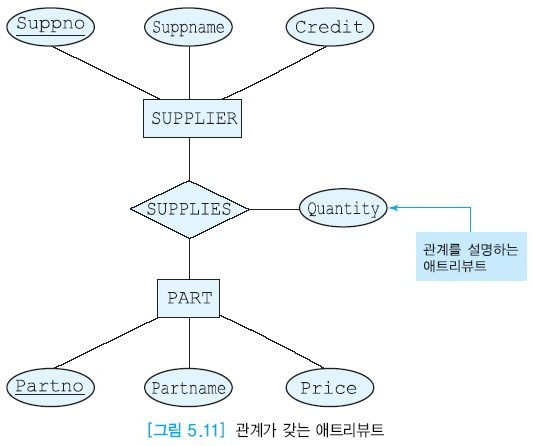 Suppno
Suppname
Credit
SUPPLIER
SUPPLIES
Quantity
관계를 설명하는
애트리뷰트
PART
Partno
Partname
Price
[그림 5.11] 관계가 갖는 애트리뷰트